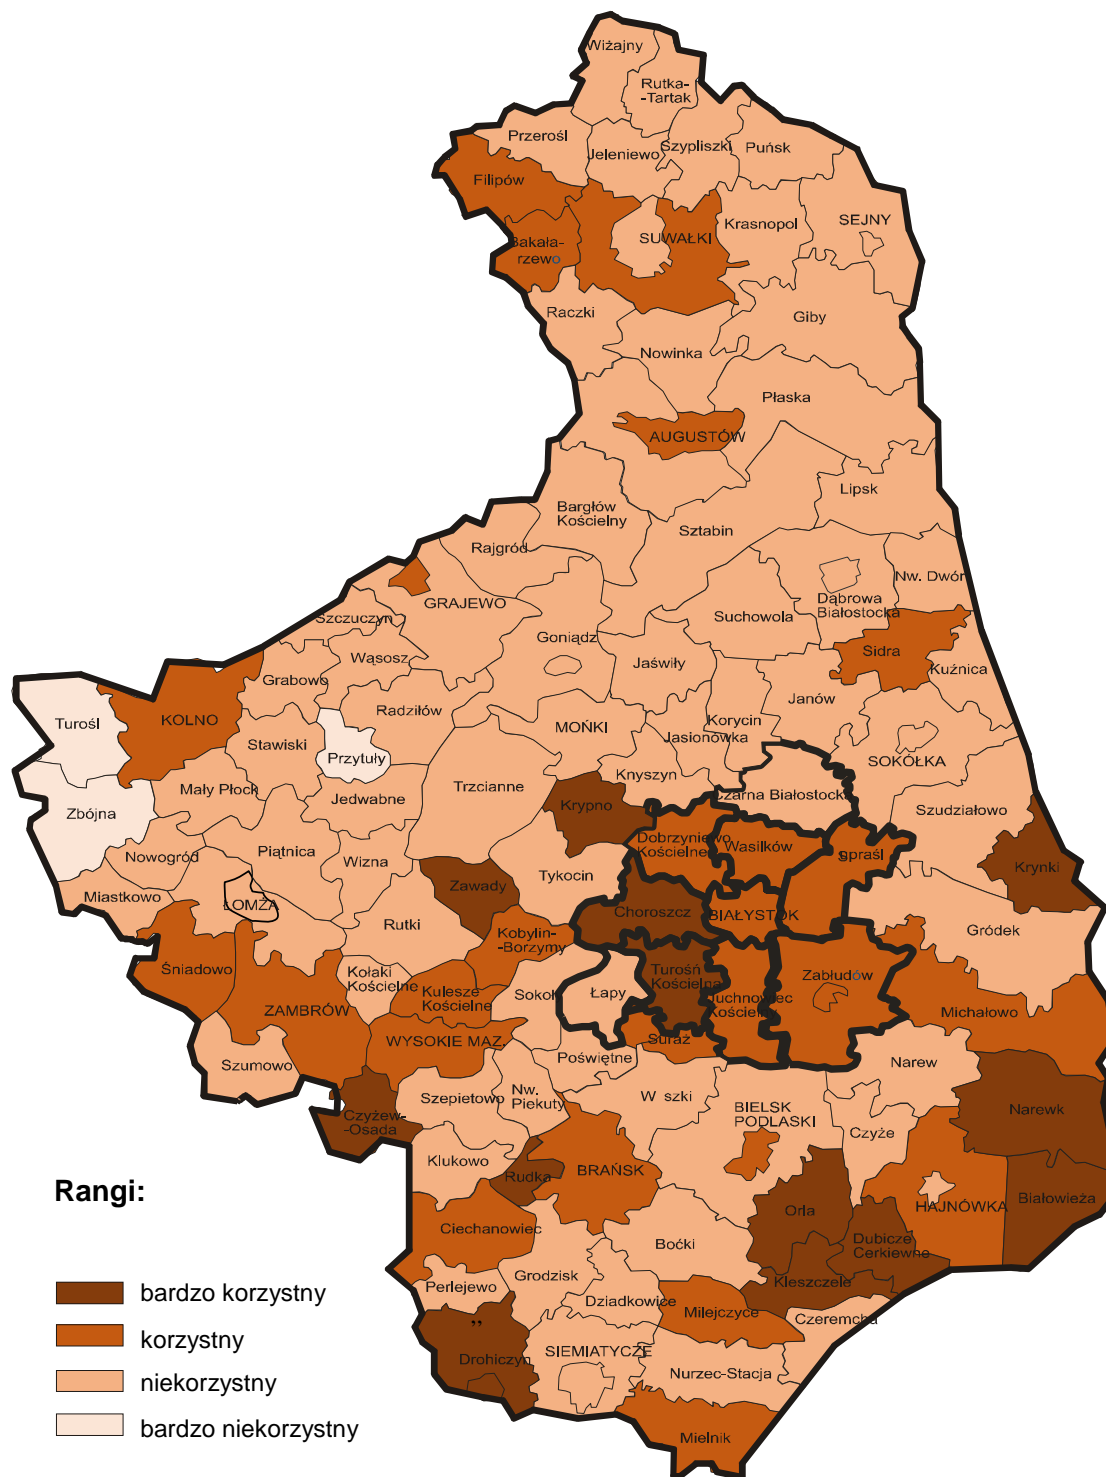 Wiżajny
Rutka-
-Tartak
Przerośl
Jeleniewo
Szypliszki
Puńsk
Filipów
Bakała-
rzewo
SUWAŁKI
Krasnopol
SEJNY
Raczki
Giby
Nowinka
Płaska
AUGUSTÓW
Lipsk
Bargłów
Kościelny
Sztabin
Rajgród
Nw. Dwór
GRAJEWO
Dąbrowa
Białostocka
Szczuczyn
Suchowola
Goniądz
Sidra
Wąsosz
Jaświły
Kuźnica
Grabowo
Janów
Radziłów
Turośl
KOLNO
MOŃKI
Korycin
Jasionówka
Stawiski
Przytuły
SOKÓŁKA
Knyszyn
Trzcianne
Mały Płock
Jedwabne
Czarna Białostocka
Zbójna
Krypno
Szudziałowo
Dobrzyniewo
Kościelne
Wasilków
Spraśl
Nowogród
Piątnica
Wizna
Krynki
Tykocin
Zawady
Miastkowo
ŁOMŻA
Choroszcz
BIAŁYSTOK
Rutki
Gródek
Kobylin-
-Borzymy
Śniadowo
Turośń
Kościelna
Zabłudów
Kołaki
Kościelne
Kulesze
Kościelne
Sokoł
Łapy
Juchnowiec
Kościelny
ZAMBRÓW
Michałowo
WYSOKIE MAZ.
Suraż
Szumowo
Poświętne
Narew
Szepietowo
Nw.
Piekuty
W szki
BIELSK
PODLASKI
Narewk
Czyżew-
-Osada
Czyże
Klukowo
Rudka
BRAŃSK
Rangi:
Orla
HAJNÓWKA
Białowieża
Ciechanowiec
Dubicze
Cerkiewne
Boćki
Perlejewo
Grodzisk
Kleszczele
bardzo korzystny
Dziadkowice
Milejczyce
Czeremcha
”
korzystny
Drohiczyn
SIEMIATYCZE
Nurzec-Stacja
niekorzystny
bardzo niekorzystny
Mielnik